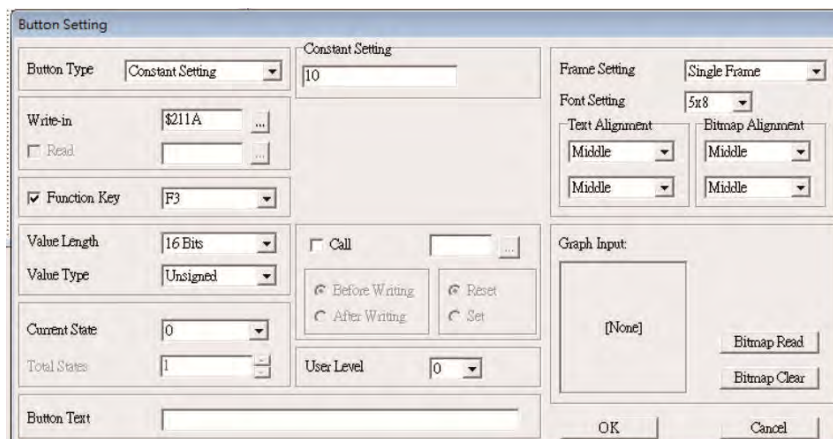 Button Setting
Button Type
Constant Setting
Constant Setting
10
Write-in
$211A
...
Read
...
Function Key
F3
Value Length
16 Bits
Value Type
Unsigned
Current State
0
Total States
1
Button Text
Call
...
Before Writing
After Writing
Reset
Set
User Level
0
Frame Setting
Single Frame
Font Setting
5x8
Text Alignment
Middle
Middle
Bitmap Alignment
Middle
Middle
Graph Input:
[None]
Bitmap Read
Bitmap Clear
OK
Cancel